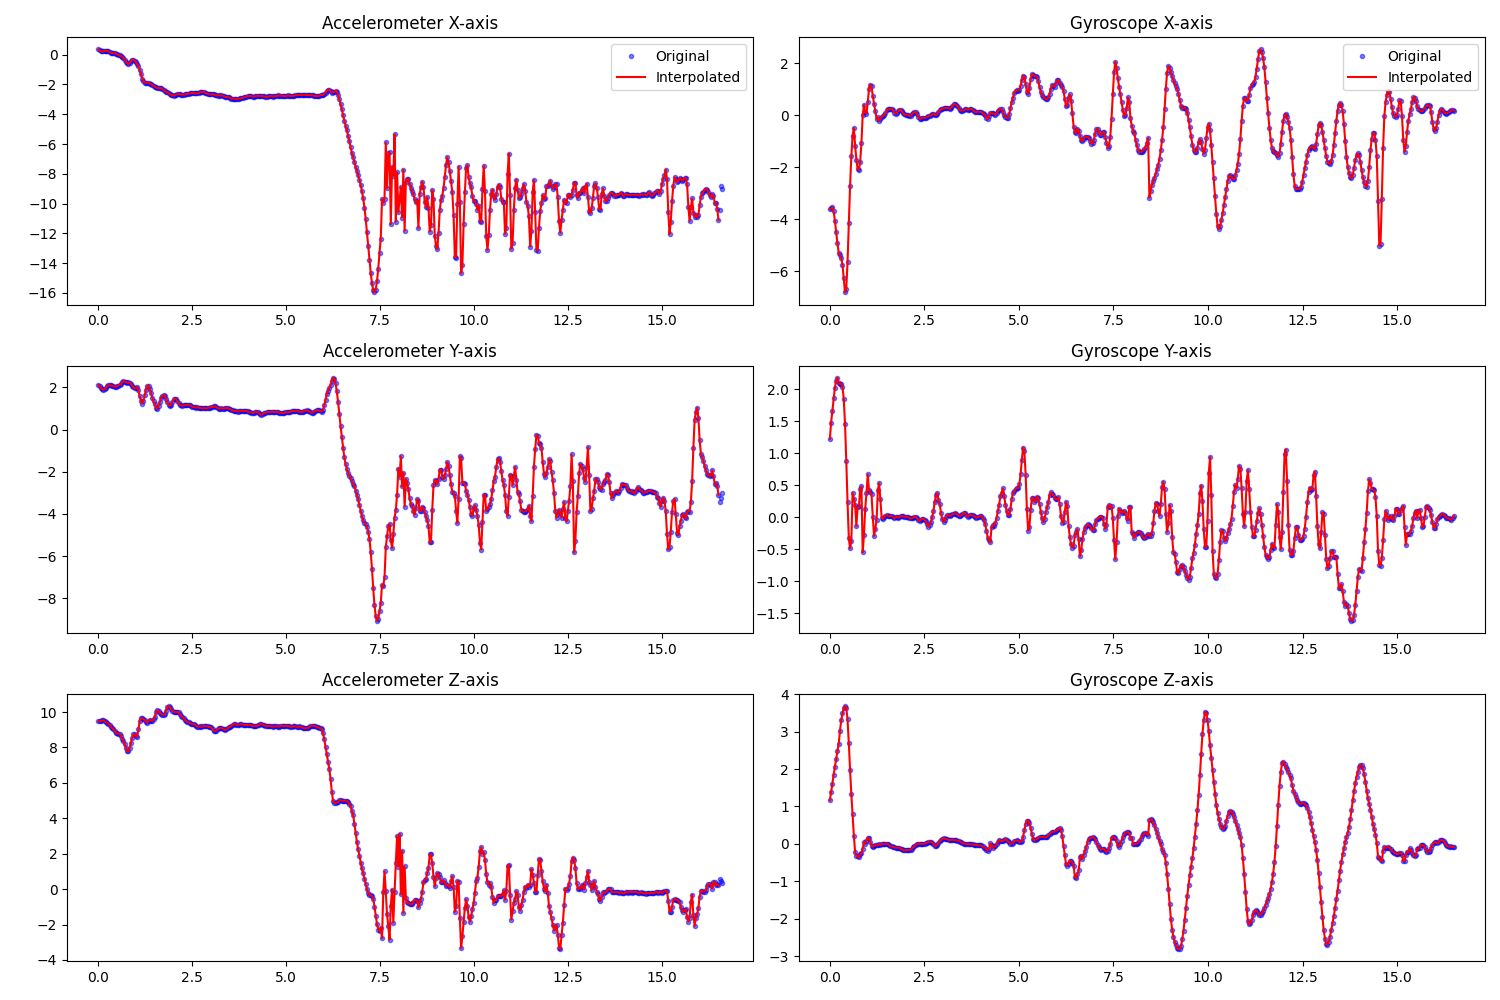 Accelerometer X-axis
Original
Interpolated
0
−2
−4
−6
−8
−10
−12
−14
−16
0.0 2.5 5.0 7.5 10.0 12.5 15.0
Gyroscope X-axis
Original
Interpolated
2
0
−2
−4
−6
0.0 2.5 5.0 7.5 10.0 12.5 15.0
Accelerometer Y-axis
2
0
−2
−4
−6
−8
0.0 2.5 5.0 7.5 10.0 12.5 15.0
Gyroscope Y-axis
2.0
1.5
1.0
0.5
0.0
−0.5
−1.0
−1.5
0.0 2.5 5.0 7.5 10.0 12.5 15.0
Accelerometer Z-axis
10
8
6
4
2
0
−2
−4
0.0 2.5 5.0 7.5 10.0 12.5 15.0
Gyroscope Z-axis
4
3
2
1
0
−1
−2
−3
0.0 2.5 5.0 7.5 10.0 12.5 15.0